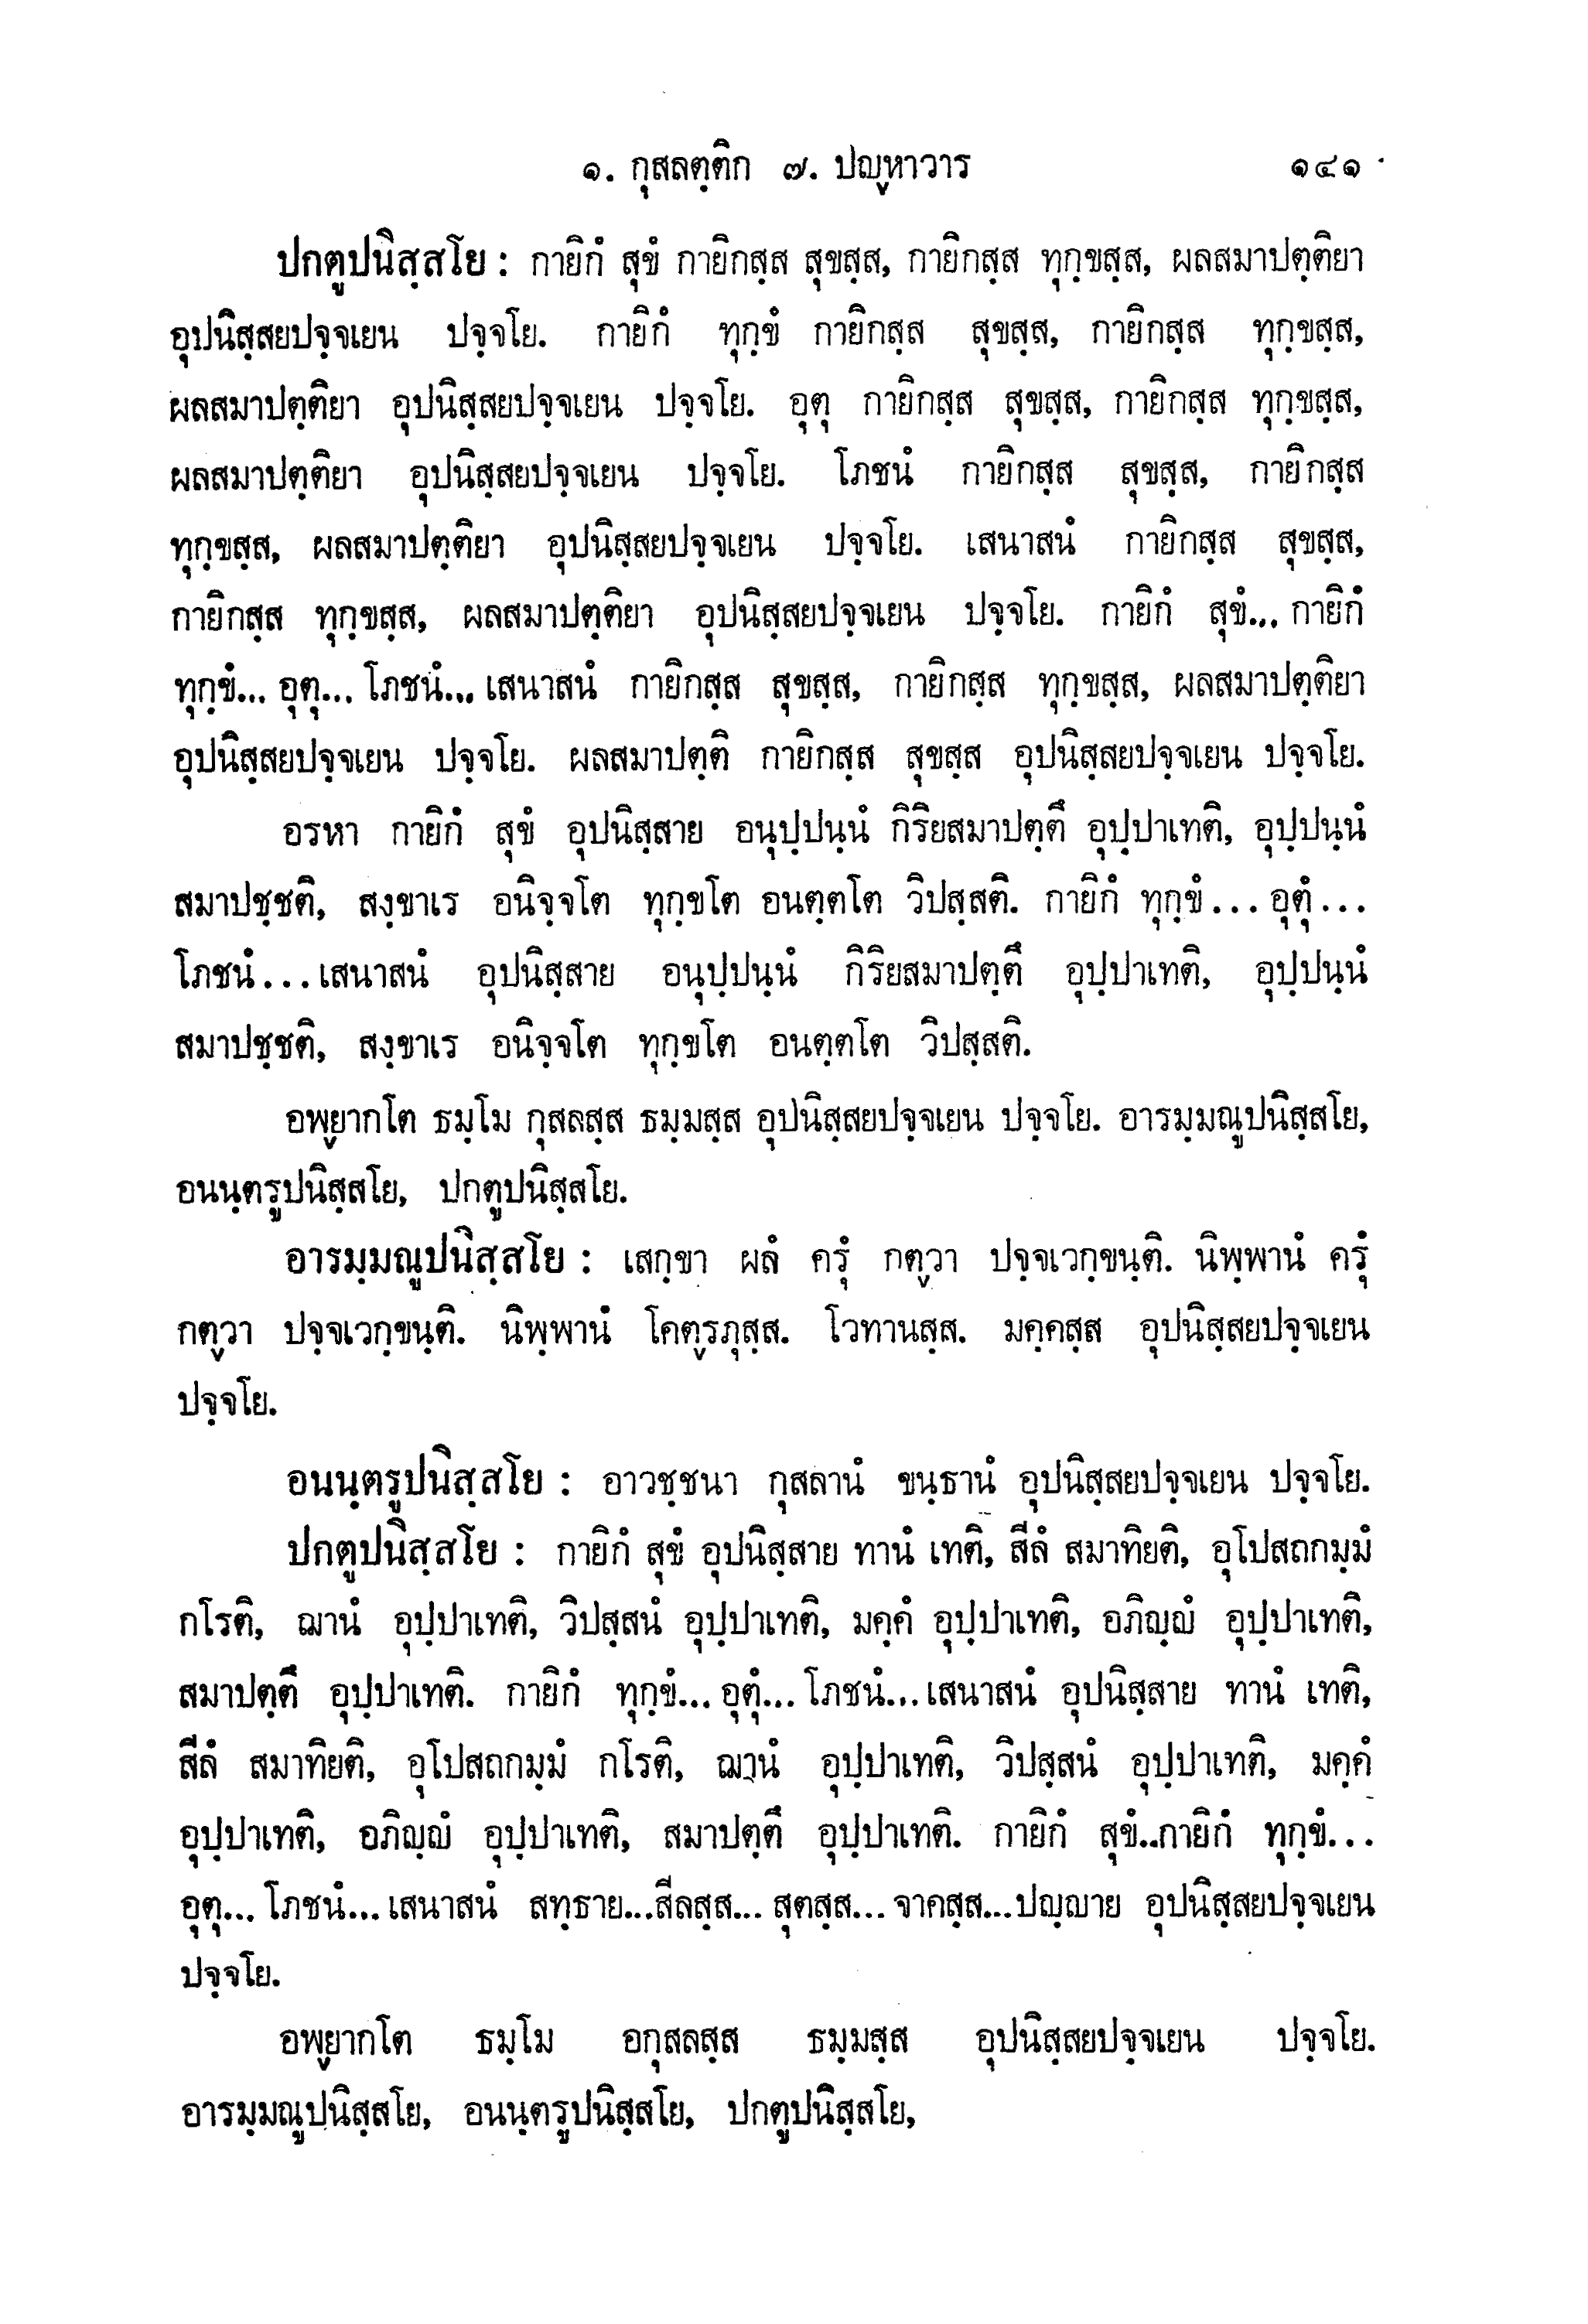 ๑. กุสลตฺติก ๗. ปญฺหาวาร ๑๔๑
ปกตูปนิสฺสโย : กายิกํ สุขํ กายิกสฺส สุขสฺส, กายิกสฺส ทุกฺขสฺส, ผลสมาปตฺติยา
อุปนิสฺสยปจฺจเยน ปจฺจโย. กายิกํ ทุกฺขํ กายิกสฺส สุขสฺส, กายิกสฺส ทุกฺขสฺส,
ผลสมาปตฺติยา อุปนิสฺสยปจฺจเยน ปจฺจโย. อุตุ กายิกสฺส สุขสฺส, กายิกสฺส ทุกฺขสฺส,
ผลสมาปตฺติยา อุปนิสฺสยปจฺจเยน ปจฺจโย. โภชนํ กายิกสฺส สุขสฺส, กายิกสฺส
ทุกฺขสฺส, ผลสมาปตฺติยา อุปนิสฺสยปจฺจเยน ปจฺจโย. เสนาสนํ กายิกสฺส สุขสฺส,
กายิกสฺส ทุกฺขสฺส, ผลสมาปตฺติยา อุปนิสฺสยปจฺจเยน ปจฺจโย. กายิกํ สุขํ... กายิกํ
ทุกฺขํ... อุตุ... โภชนํ... เสนาสนํ กายิกสฺส สุขสฺส, กายิกสฺส ทุกฺขสฺส, ผลสมาปตฺติยา
อุปนิสฺสยปจฺจเยน ปจฺจโย. ผลสมาปตฺติ กายิกสฺส สุขสฺส อุปนิสฺสยปจฺจเยน ปจฺจโย.
อรหา กายิกํ สุขํ อุปนิสฺสาย อนุปฺปนฺนํ กิริยสมาปตฺตึ อุปฺปาเทติ, อุปฺปนฺนํ
สมาปชฺชติ, สงฺขาเร อนิจฺจโต ทุกฺขโต อนตฺตโต วิปสฺสติ. กายิกํ ทุกฺขํ... อุตุํ...
โภชนํ... เสนาสนํ อุปนิสฺสาย อนุปฺปนฺนํ กิริยสมาปตฺตึ อุปฺปาเทติ, อุปฺปนฺนํ
สมาปชฺชติ, สงฺขาเร อนิจฺจโต ทุกฺขโต อนตฺตโต วิปสฺสติ.
อพฺยากโต ธมฺโม กุสลสฺส ธมฺมสฺส อุปนิสฺสยปจฺจเยน ปจฺจโย. อารมฺมณูปนิสฺสโย,
อนนฺตรูปนิสฺสโย, ปกตูปนิสฺสโย.
อารมฺมณูปนิสฺสโย : เสกฺขา ผลํ ครุํ กตฺวา ปจฺจเวกฺขนฺติ. นิพฺพานํ ครุํ
กตฺวา ปจฺจเวกฺขนฺติ. นิพฺพานํ โคตฺรภุสฺส. โวทานสฺส. มคฺคสฺส อุปนิสฺสยปจฺจเยน
ปจฺจโย.
อนนฺตรูปนิสฺสโย : อาวชฺชนา กุสลานํ ขนฺธานํ อุปนิสฺสยปจฺจเยน ปจฺจโย.
ปกตูปนิสฺสโย : กายิกํ สุขํ อุปนิสฺสาย ทานํ เทติ, สีลํ สมาทิยติ, อุโปสถกมฺมํ
กโรติ, ฌานํ อุปฺปาเทติ, วิปสฺสนํ อุปฺปาเทติ, มคฺคํ อุปฺปาเทติ, อภิญฺญํ อุปฺปาเทติ,
สมาปตฺตึ อุปฺปาเทติ. กายิกํ ทุกฺขํ... อุตุํ... โภชนํ... เสนาสนํ อุปนิสฺสาย ทานํ เทติ,
สีลํ สมาทิยติ, อุโปสถกมฺมํ กโรติ, ฌานํ อุปฺปาเทติ, วิปสฺสนํ อุปฺปาเทติ, มคฺคํ
อุปฺปาเทติ, อภิญฺญํ อุปฺปาเทติ, สมาปตฺตึ อุปฺปาเทติ. กายิกํ สุขํ..กายิกํ ทุกฺขํ...
อุตุ... โภชนํ... เสนาสนํ สทฺธาย...สีลสฺส... สุตสฺส... จาคสฺส...ปญฺญาย อุปนิสฺสยปจฺจเยน
ปจฺจโย.
อพฺยากโต ธมฺโม อกุสลสฺส ธมฺมสฺส อุปนิสฺสยปจฺจเยน ปจฺจโย.
อารมฺมณูปนิสฺสโย, อนนฺตรูปนิสฺสโย, ปกตูปนิสฺสโย,